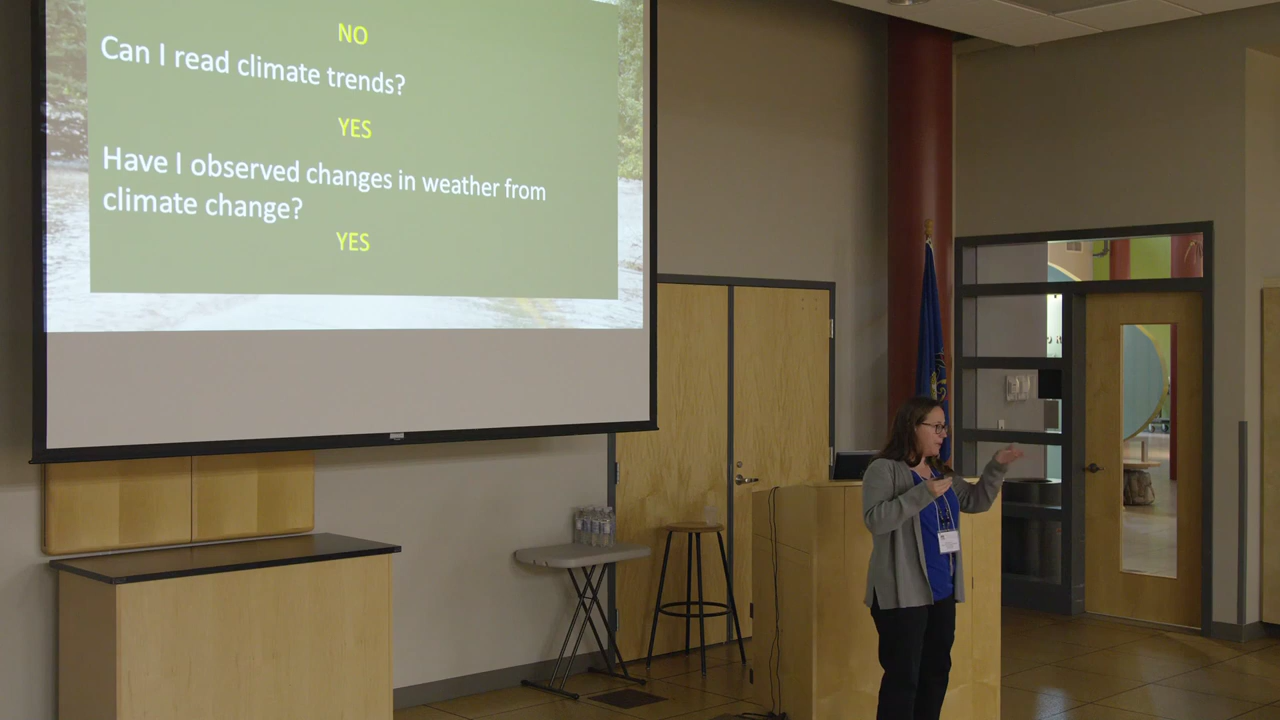 NO
Can I read climate trends?
YES
Have I observed changes in weather from
climate change?
YES